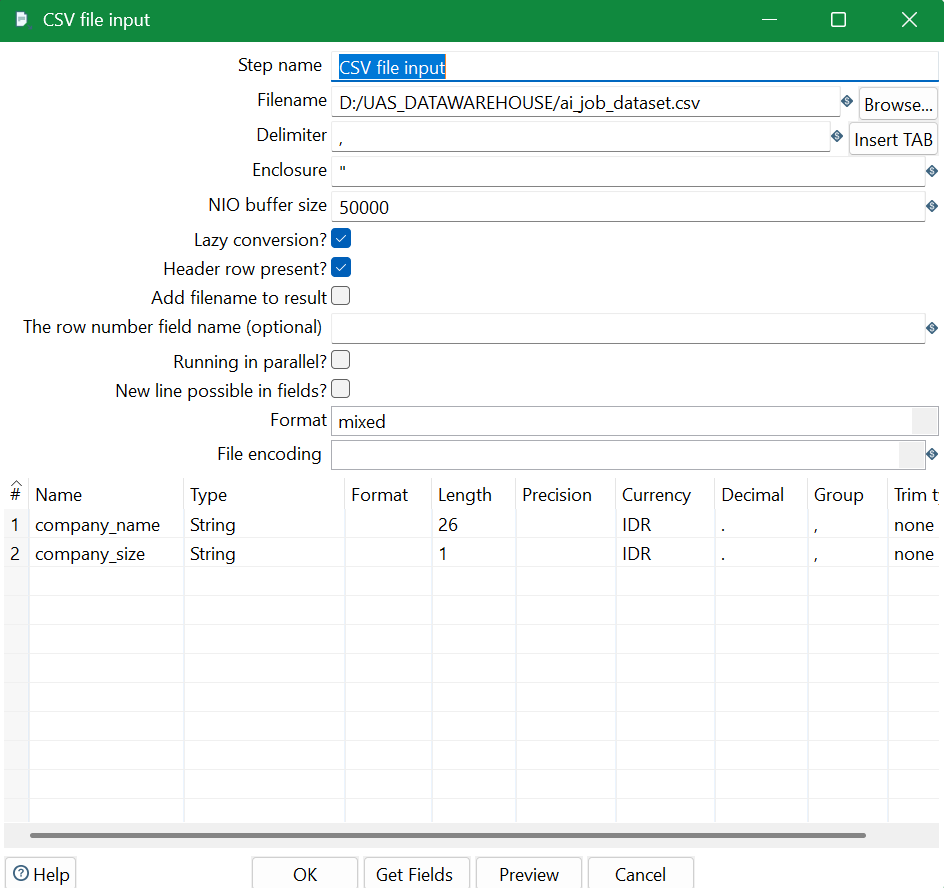 CSV file input
Step name CSV file input
Filename D:/UAS_DATAWAREHOUSE/ai_job_dataset.csv Browse...
Delimiter , Insert TAB
Enclosure "
NIO buffer size 50000
Lazy conversion?
Header row present?
Add filename to result
The row number field name (optional)
Running in parallel?
New line possible in fields?
Format mixed
File encoding
# Name Type Format Length Precision Currency Decimal Group Trim
1 company_name String 26 IDR . , none
2 company_size String 1 IDR . , none
Help OK Get Fields Preview Cancel